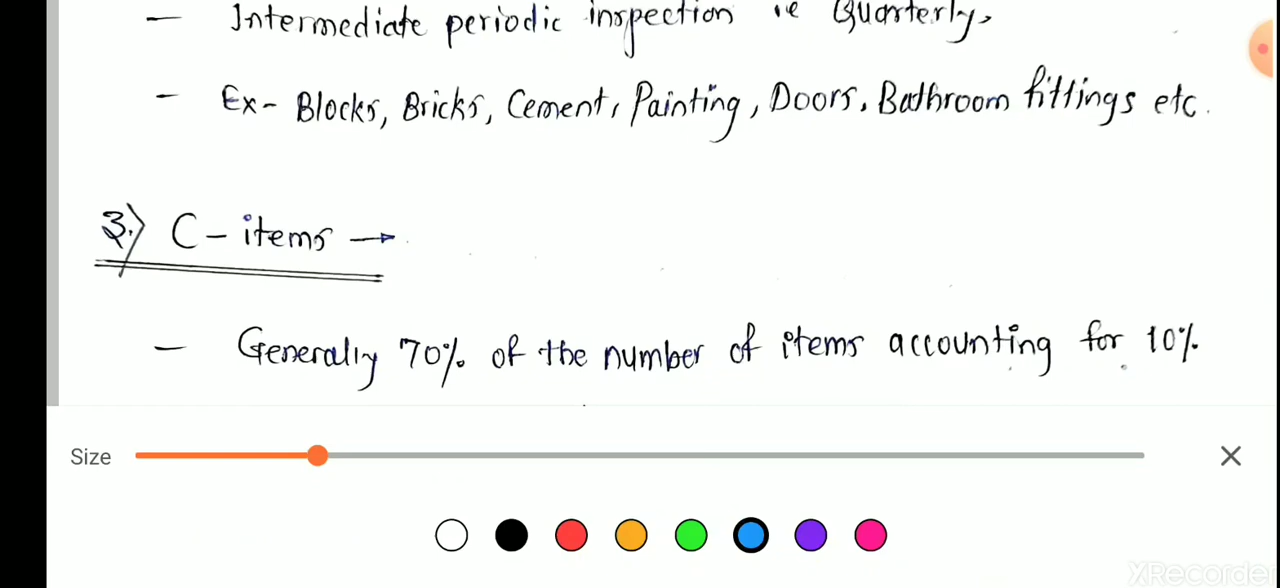 - Intermediate periodic inspection ie Quarterly.
- Ex- Blocks, Bricks, Cement, Painting, Doors, Bathroom fittings etc.
3.) C - items →
- Generally 70% of the number of items accounting for 10%
Size
XRecorder